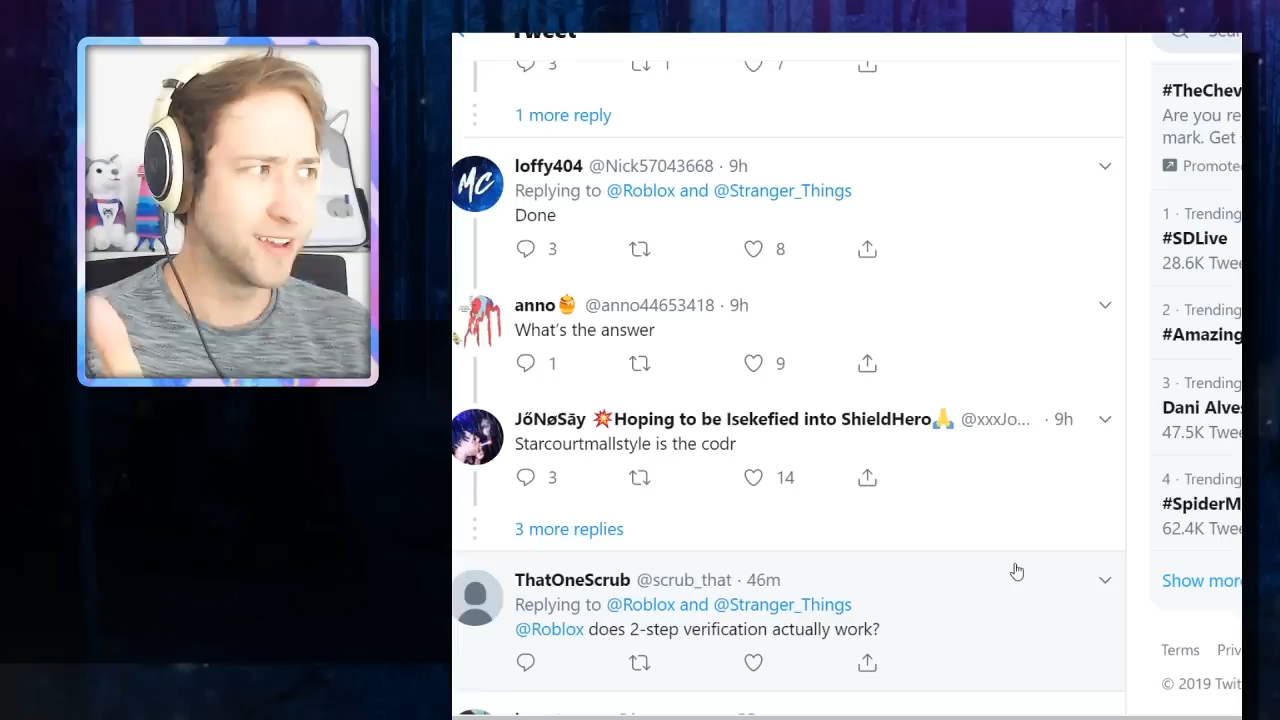 Tweet
3 1 7
1 more reply
MC
loffy404 @Nick57043668 · 9h
Replying to @Roblox and @Stranger_Things
Done
3 8
anno @anno44653418 · 9h
What's the answer
1 9
JőNøSāy 💥Hoping to be Isekefied into ShieldHero🙏 @xxxJo... · 9h
Starcourtmallstyle is the codr
3 14
3 more replies
ThatOneScrub @scrub_that · 46m
Replying to @Roblox and @Stranger_Things
@Roblox does 2-step verification actually work?
#TheChev
Are you re
mark. Get
Promote
1 · Trending
#SDLive
28.6K Twee
2 · Trending
#Amazing
3 · Trending
Dani Alves
47.5K Twee
4 · Trending
#SpiderM
62.4K Twee
Show more
Terms Priv
© 2019 Twit